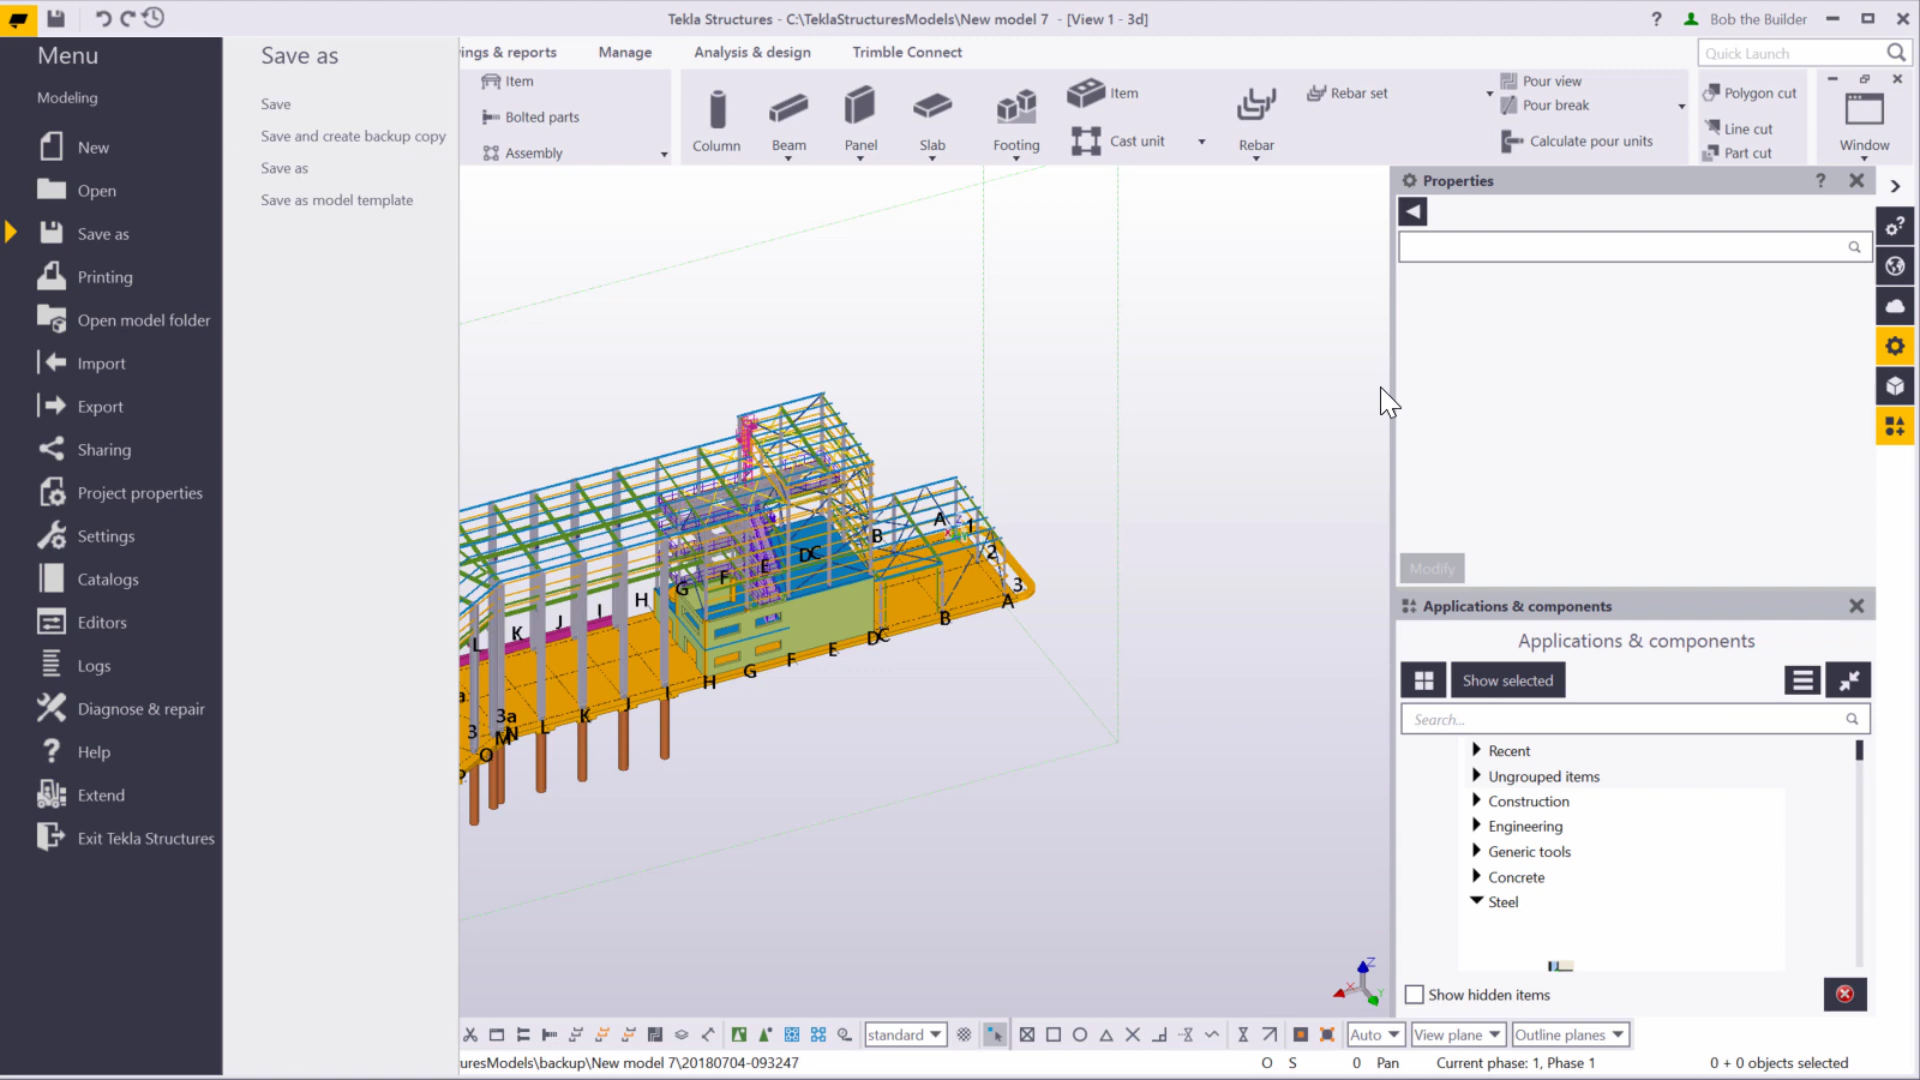 Tekla Structures - C:\TeklaStructuresModels\New model 7 - [View 1 - 3d]
? Bob the Builder
Menu
Modeling
New
Open
Save as
Printing
Open model folder
Import
Export
Sharing
Project properties
Settings
Catalogs
Editors
Logs
Diagnose & repair
Help
Extend
Exit Tekla Structures
Save as
Save
Save and create backup copy
Save as
Save as model template
ings & reports
Manage
Analysis & design
Trimble Connect
Quick Launch
Item
Bolted parts
Assembly
Column
Beam
Panel
Slab
Footing
Item
Cast unit
Rebar
Rebar set
Pour view
Pour break
Calculate pour units
Polygon cut
Line cut
Part cut
Window
Properties
?
Modify
Applications & components
Applications & components
Show selected
Search...
Recent
Ungrouped items
Construction
Engineering
Generic tools
Concrete
Steel
Show hidden items
A
1
B
2
DC
E
3
F
A
G
H
B
I
J
DC
K
E
L
F
G
H
I
J
3a
K
L
3
N
M
O
Z
X
Y
standard
Auto
View plane
Outline planes
uresModels\backup\New model 7\20180704-093247
O S 0 Pan
Current phase: 1, Phase 1
0 + 0 objects selected